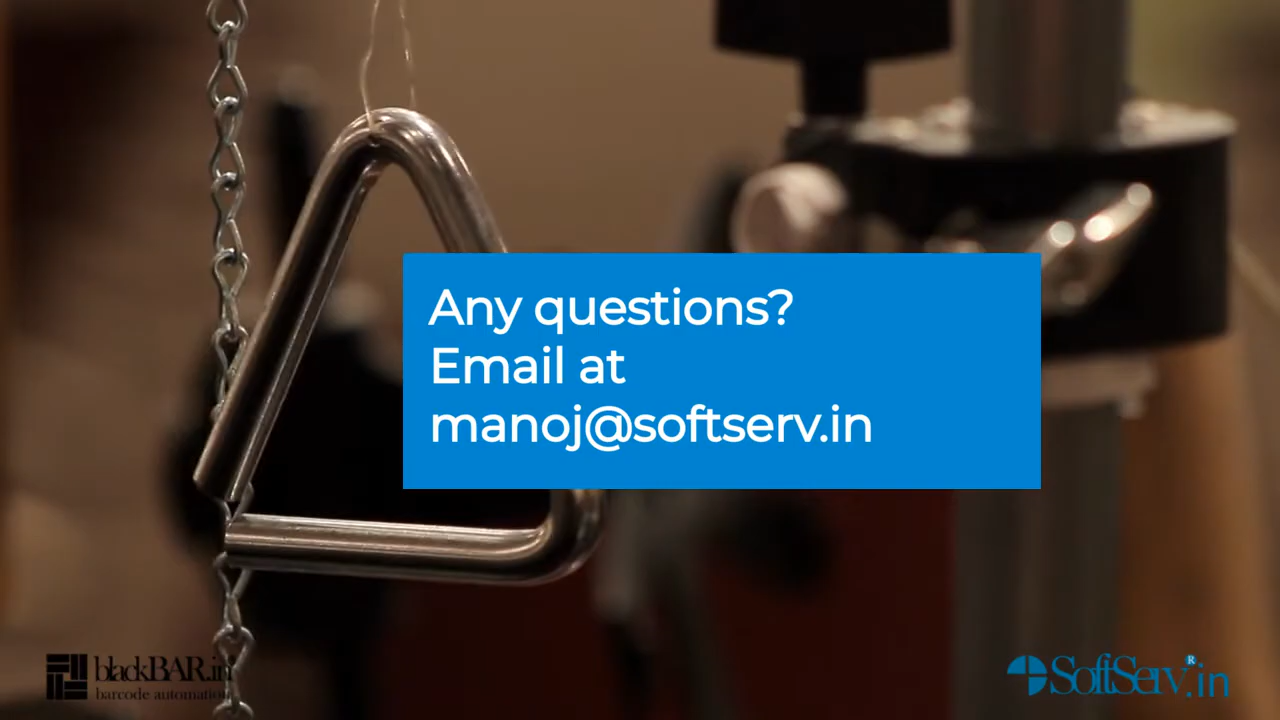 Any questions?
Email at
manoj@softserv.in
blackBAR.in
barcode automation
SoftServ.in
®